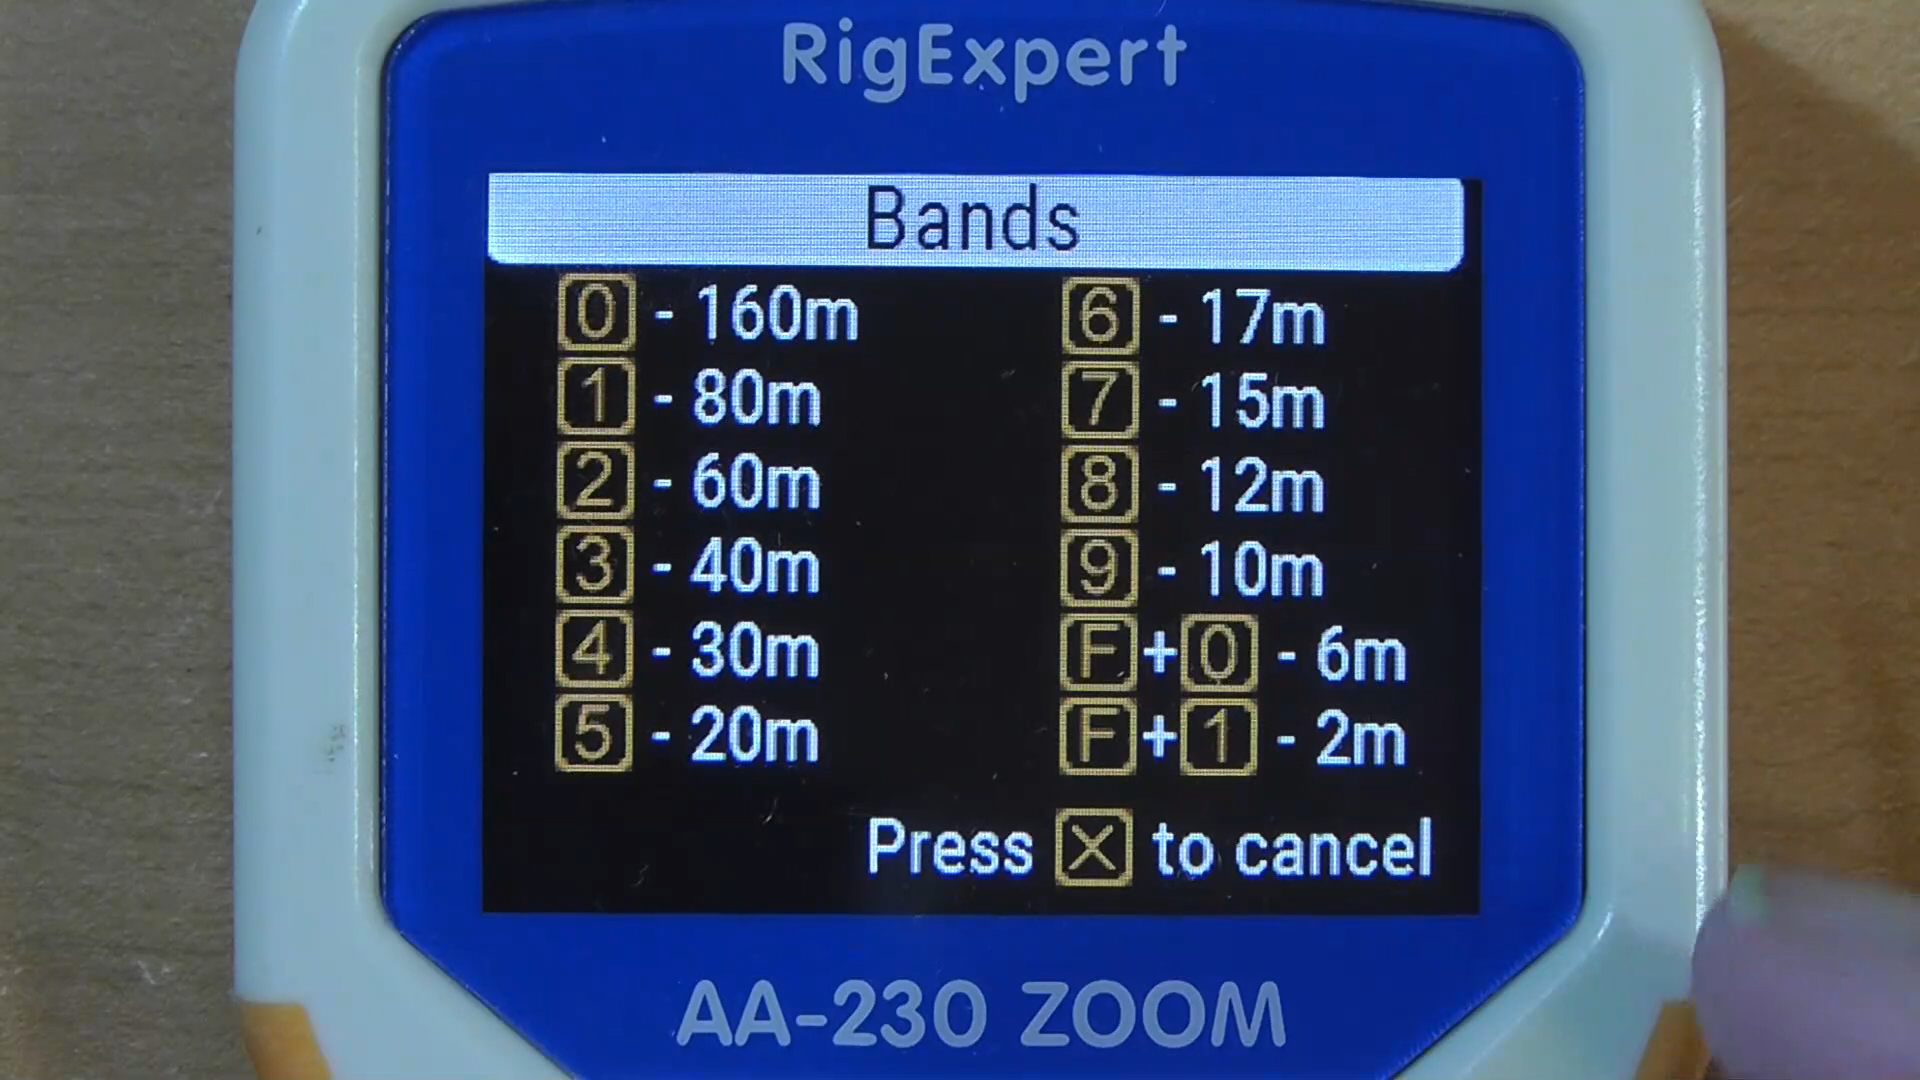 RigExpert
Bands
0 - 160m
1 - 80m
2 - 60m
3 - 40m
4 - 30m
5 - 20m
6 - 17m
7 - 15m
8 - 12m
9 - 10m
F+0 - 6m
F+1 - 2m
Press X to cancel
AA-230 ZOOM